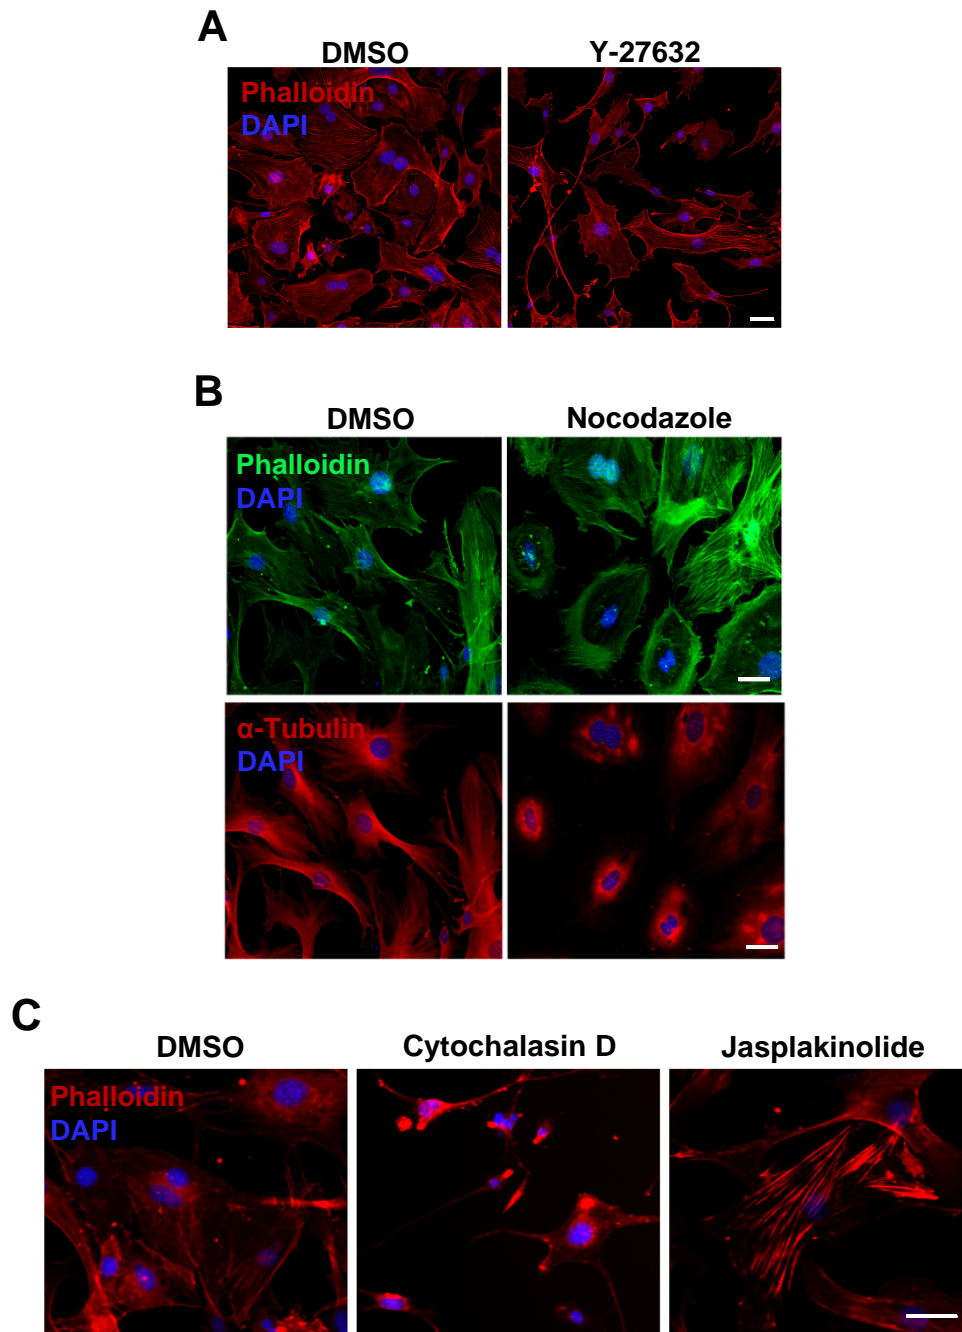 A
DMSO
Y-27632
Phalloidin
DAPI
B
DMSO
Nocodazole
Phalloidin
DAPI
α-Tubulin
DAPI
C
DMSO
Cytochalasin D
Jasplakinolide
Phalloidin
DAPI